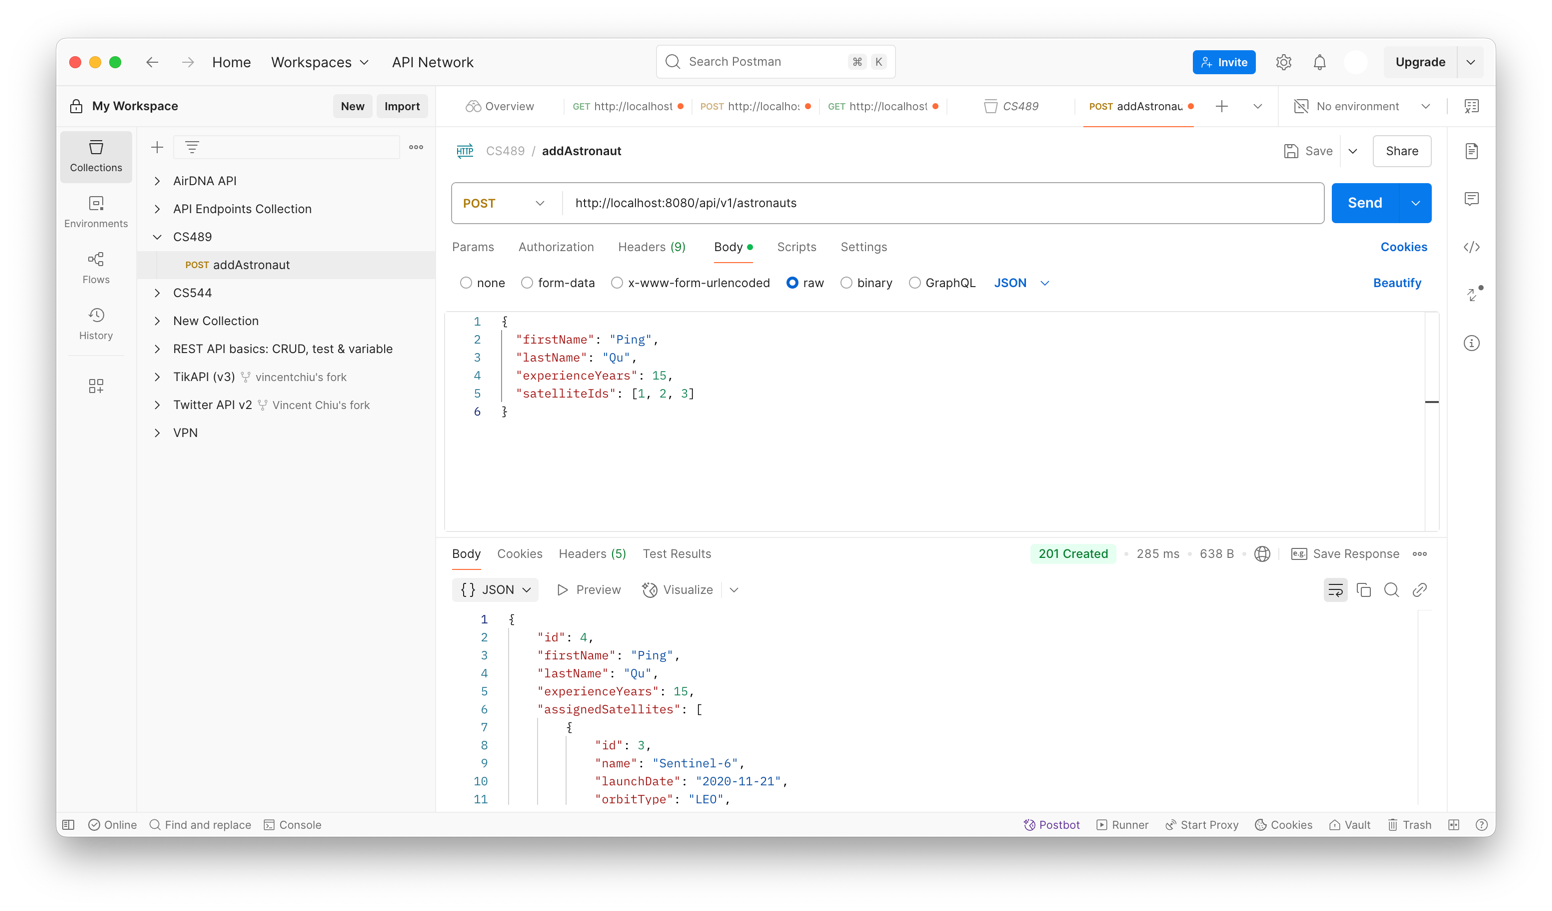 Home Workspaces API Network Search Postman ⌘ K Invite Upgrade
My Workspace New Import Overview GET http://localhost POST http://localho: GET http://localhost CS489 POST addAstronau No environment
Collections
Environments
Flows
History
AirDNA API
API Endpoints Collection
CS489
POST addAstronaut
CS544
New Collection
REST API basics: CRUD, test & variable
TikAPI (v3) vincentchiu's fork
Twitter API v2 Vincent Chiu's fork
VPN
HTTP CS489 / addAstronaut Save Share
POST http://localhost:8080/api/v1/astronauts Send
Params Authorization Headers (9) Body Scripts Settings Cookies
none form-data x-www-form-urlencoded raw binary GraphQL JSON Beautify
1 {
2 "firstName": "Ping",
3 "lastName": "Qu",
4 "experienceYears": 15,
5 "satelliteIds": [1, 2, 3]
6 }
Body Cookies Headers (5) Test Results 201 Created 285 ms 638 B e.g. Save Response
{} JSON Preview Visualize
1 {
2 "id": 4,
3 "firstName": "Ping",
4 "lastName": "Qu",
5 "experienceYears": 15,
6 "assignedSatellites": [
7 {
8 "id": 3,
9 "name": "Sentinel-6",
10 "launchDate": "2020-11-21",
11 "orbitType": "LEO",
Online Find and replace Console Postbot Runner Start Proxy Cookies Vault Trash